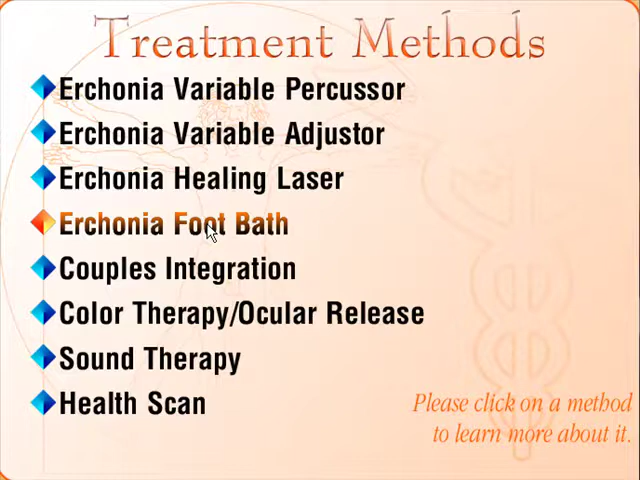 Treatment Methods
Erchonia Variable Percussor
Erchonia Variable Adjustor
Erchonia Healing Laser
Erchonia Foot Bath
Couples Integration
Color Therapy/Ocular Release
Sound Therapy
Health Scan
Please click on a method
to learn more about it.